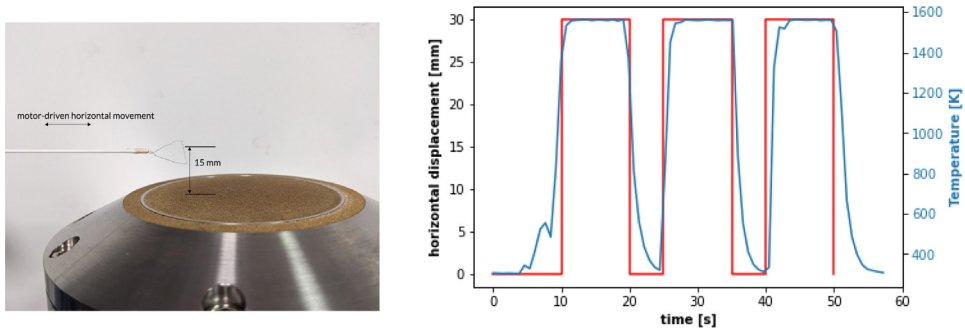 motor-driven horizontal movement
15 mm
horizontal displacement [mm]
30
25
20
15
10
5
0
0 10 20 30 40 50 60
time [s]
1600
1400
1200
1000
800
600
400
Temperature [K]